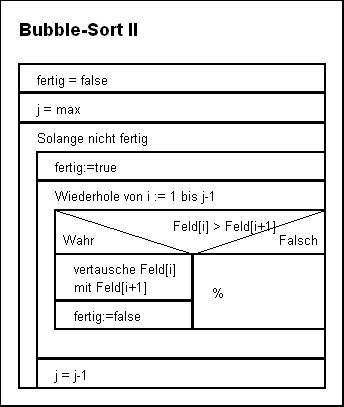 Bubble-Sort II
fertig = false
j = max
Solange nicht fertig
fertig:=true
Wiederhole von i := 1 bis j-1
Feld[i] > Feld[i+1]
Wahr
Falsch
vertausche Feld[i]
mit Feld[i+1]
%
fertig:=false
j = j-1